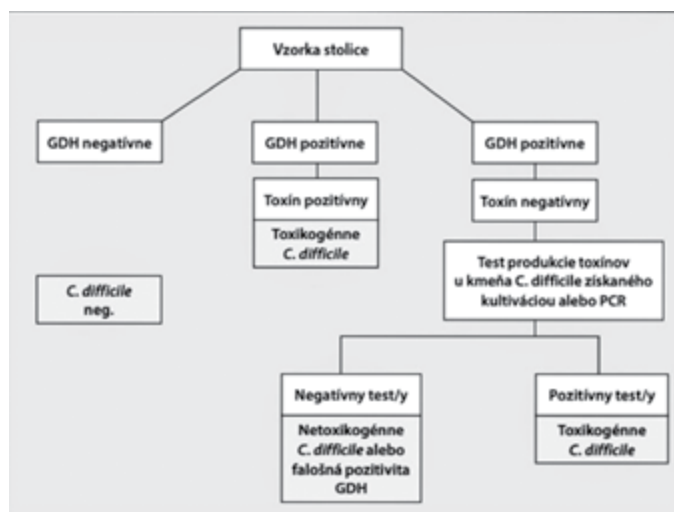 Vzorka stolice
GDH negatívne
GDH pozitívne
GDH pozitívne
Toxín pozitívny
Toxikogénne
C. difficile
Toxín negatívny
C. difficile
neg.
Test produkcie toxínov
u kmeňa C. difficile získaného
kultiváciou alebo PCR
Negatívny test/y
Netoxikogénne
C. difficile alebo
falošná pozitivita
GDH
Pozitívny test/y
Toxikogénne
C. difficile